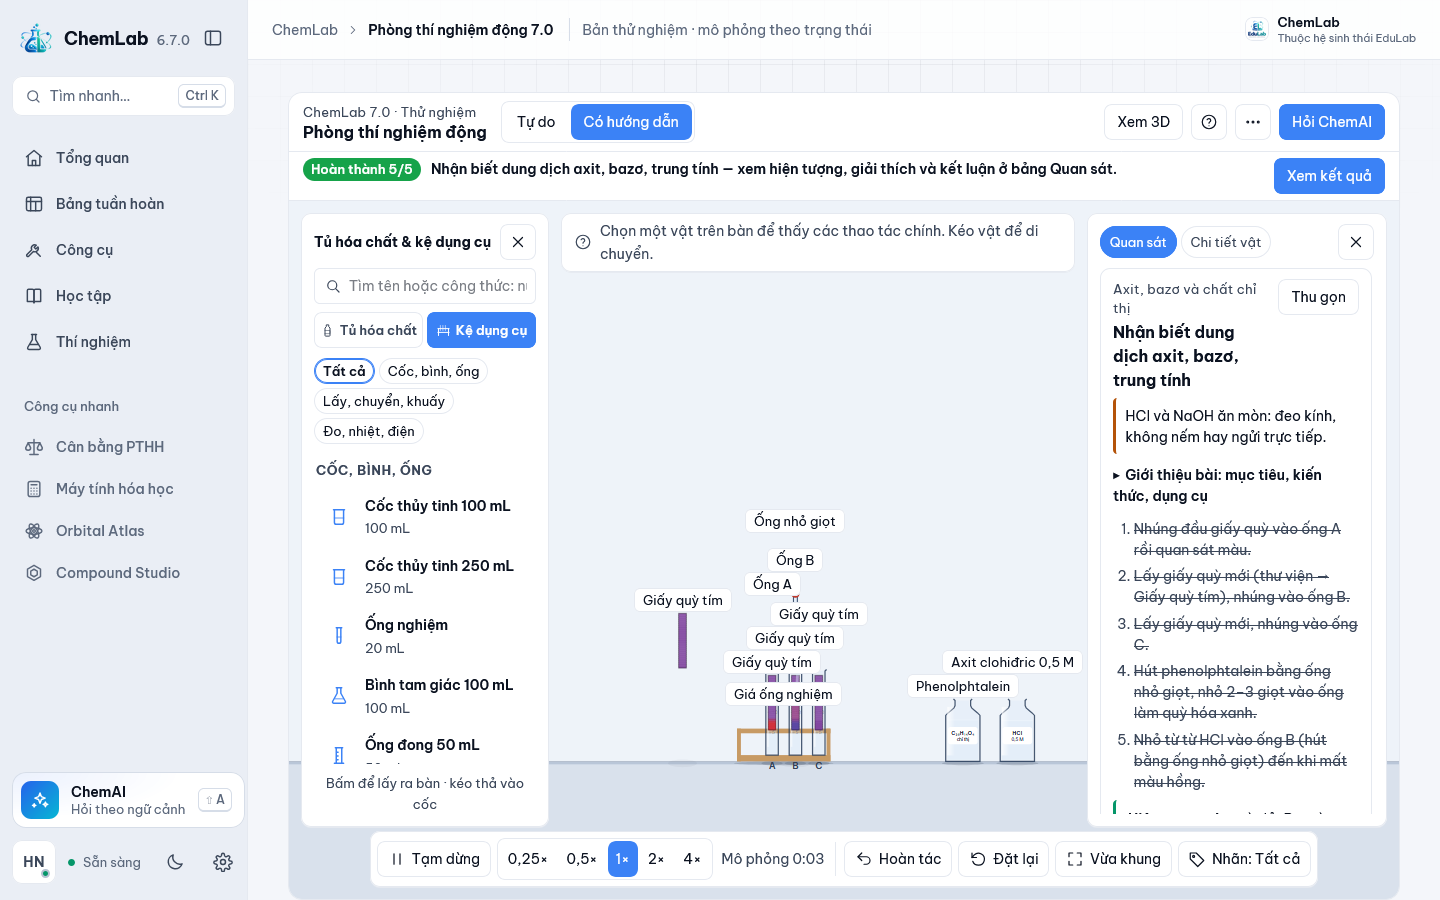 ChemLab 6.7.0
Tìm nhanh... Ctrl K
Tổng quan
Bảng tuần hoàn
Công cụ
Học tập
Thí nghiệm
Công cụ nhanh
Cân bằng PTHH
Máy tính hóa học
Orbital Atlas
Compound Studio
ChemAI
Hỏi theo ngữ cảnh
⇧ A
HN Sẵn sàng
ChemLab > Phòng thí nghiệm động 7.0 Bản thử nghiệm · mô phỏng theo trạng thái
EduLab
ChemLab
Thuộc hệ sinh thái EduLab
ChemLab 7.0 · Thử nghiệm
Phòng thí nghiệm động
Tự do Có hướng dẫn
Xem 3D
Hỏi ChemAI
Hoàn thành 5/5 Nhận biết dung dịch axit, bazơ, trung tính — xem hiện tượng, giải thích và kết luận ở bảng Quan sát.
Xem kết quả
Tủ hóa chất & kệ dụng cụ
Tìm tên hoặc công thức: nư
Tủ hóa chất Kệ dụng cụ
Tất cả Cốc, bình, ống
Lấy, chuyển, khuấy
Đo, nhiệt, điện
CỐC, BÌNH, ỐNG
Cốc thủy tinh 100 mL
100 mL
Cốc thủy tinh 250 mL
250 mL
Ống nghiệm
20 mL
Bình tam giác 100 mL
100 mL
Ống đong 50 mL
Bấm để lấy ra bàn · kéo thả vào
cốc
Chọn một vật trên bàn để thấy các thao tác chính. Kéo vật để di
chuyển.
Ống nhỏ giọt
Ống B
Ống A
Giấy quỳ tím
Giấy quỳ tím
Giấy quỳ tím
Giấy quỳ tím
Giá ống nghiệm
A B C
Axit clohiđric 0,5 M
Phenolphtalein
C₂₀H₁₄O₄
chỉ thị
HCl
0,5 M
Quan sát Chi tiết vật
Axit, bazơ và chất chỉ
thị
Thu gọn
Nhận biết dung
dịch axit, bazơ,
trung tính
HCl và NaOH ăn mòn: đeo kính,
không nếm hay ngửi trực tiếp.
▸ Giới thiệu bài: mục tiêu, kiến
thức, dụng cụ
1. Nhúng đầu giấy quỳ vào ống A
rồi quan sát màu.
2. Lấy giấy quỳ mới (thư viện →
Giấy quỳ tím), nhúng vào ống B.
3. Lấy giấy quỳ mới, nhúng vào ống
C.
4. Hút phenolphtalein bằng ống
nhỏ giọt, nhỏ 2–3 giọt vào ống
làm quỳ hóa xanh.
5. Nhỏ từ từ HCl vào ống B (hút
bằng ống nhỏ giọt) đến khi mất
màu hồng.
Tạm dừng
0,25× 0,5× 1× 2× 4×
Mô phỏng 0:03
Hoàn tác
Đặt lại
Vừa khung
Nhãn: Tất cả